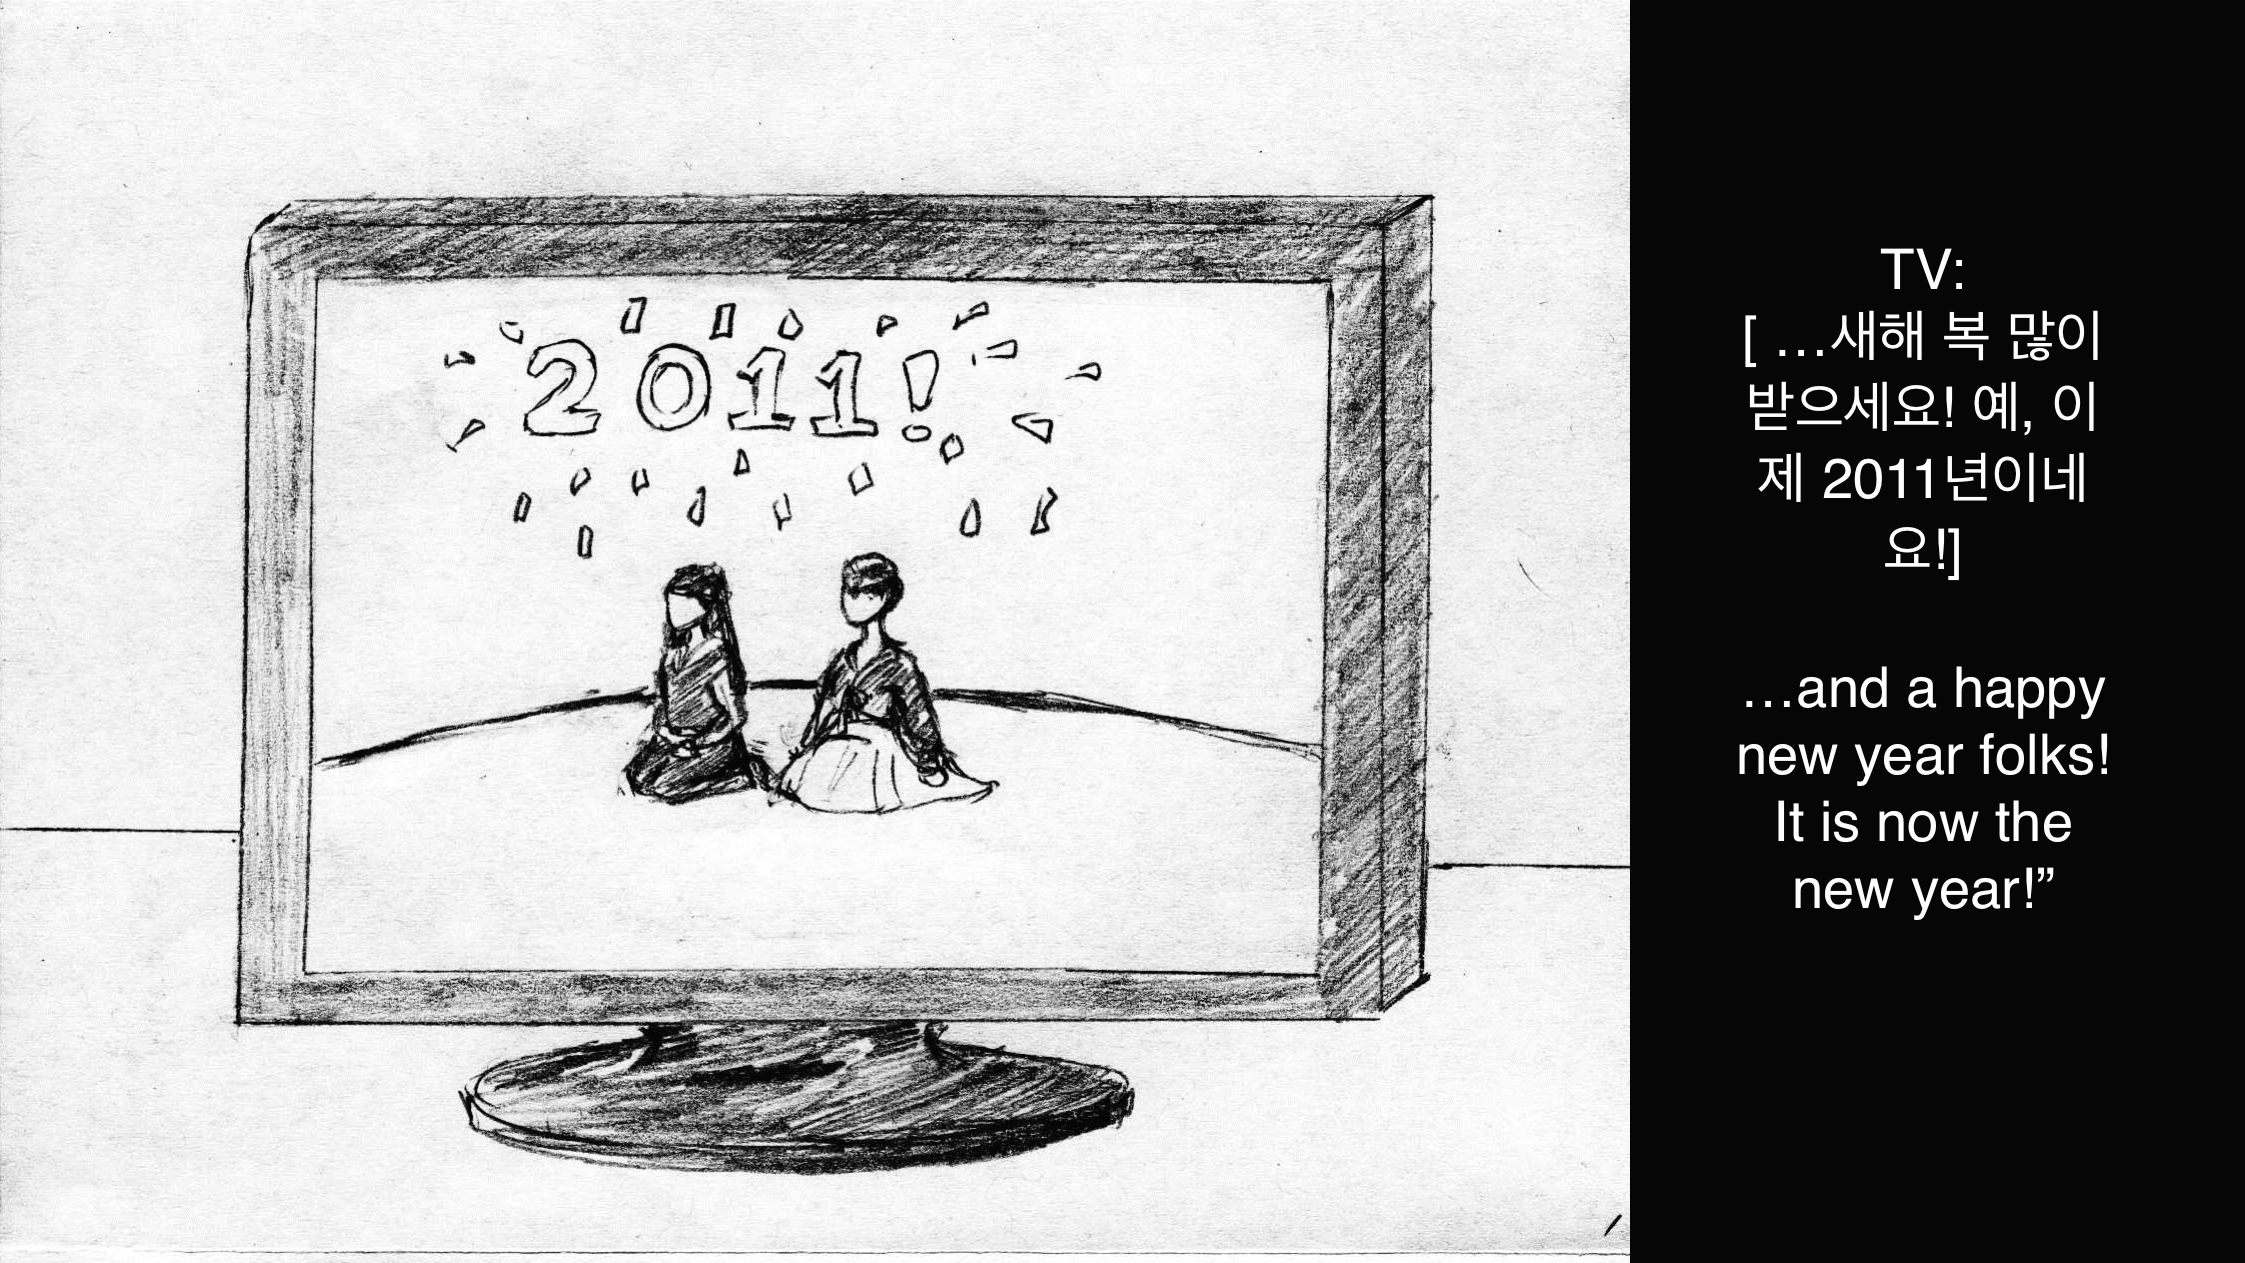 2011!
TV:
[ …새해 복 많이
받으세요! 예, 이
제 2011년이네
요!]
…and a happy
new year folks!
It is now the
new year!”